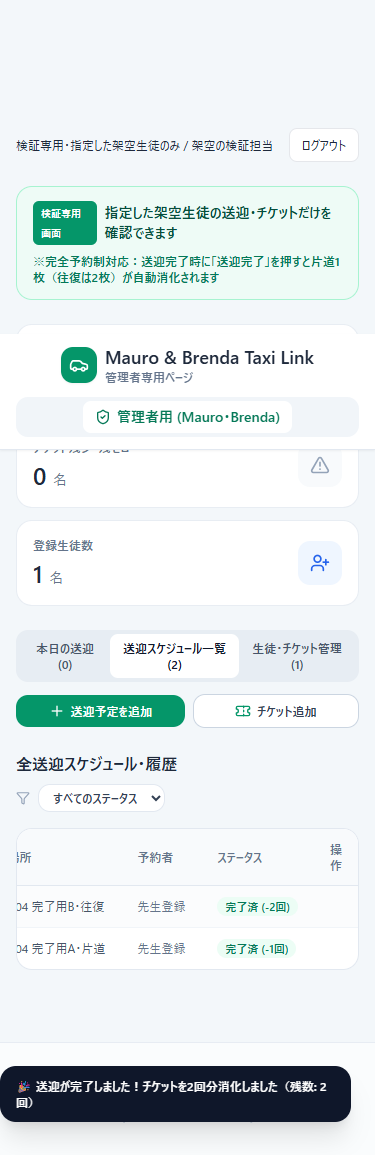 検証専用・指定した架空生徒のみ / 架空の検証担当
ログアウト
検証専用
画面
指定した架空生徒の送迎・チケットだけを
確認できます
※完全予約制対応：送迎完了時に「送迎完了」を押すと片道1
枚（往復は2枚）が自動消化されます
Mauro & Brenda Taxi Link
管理者専用ページ
管理者用 (Mauro・Brenda)
0 名
登録生徒数
1 名
本日の送迎
(0)
送迎スケジュール一覧
(2)
生徒・チケット管理
(1)
送迎予定を追加
チケット追加
全送迎スケジュール・履歴
すべてのステータス
所
予約者
ステータス
操
作
04 完了用B・往復
先生登録
完了済 (-2回)
04 完了用A・片道
先生登録
完了済 (-1回)
🎉 送迎が完了しました！チケットを2回分消化しました（残数: 2
回）